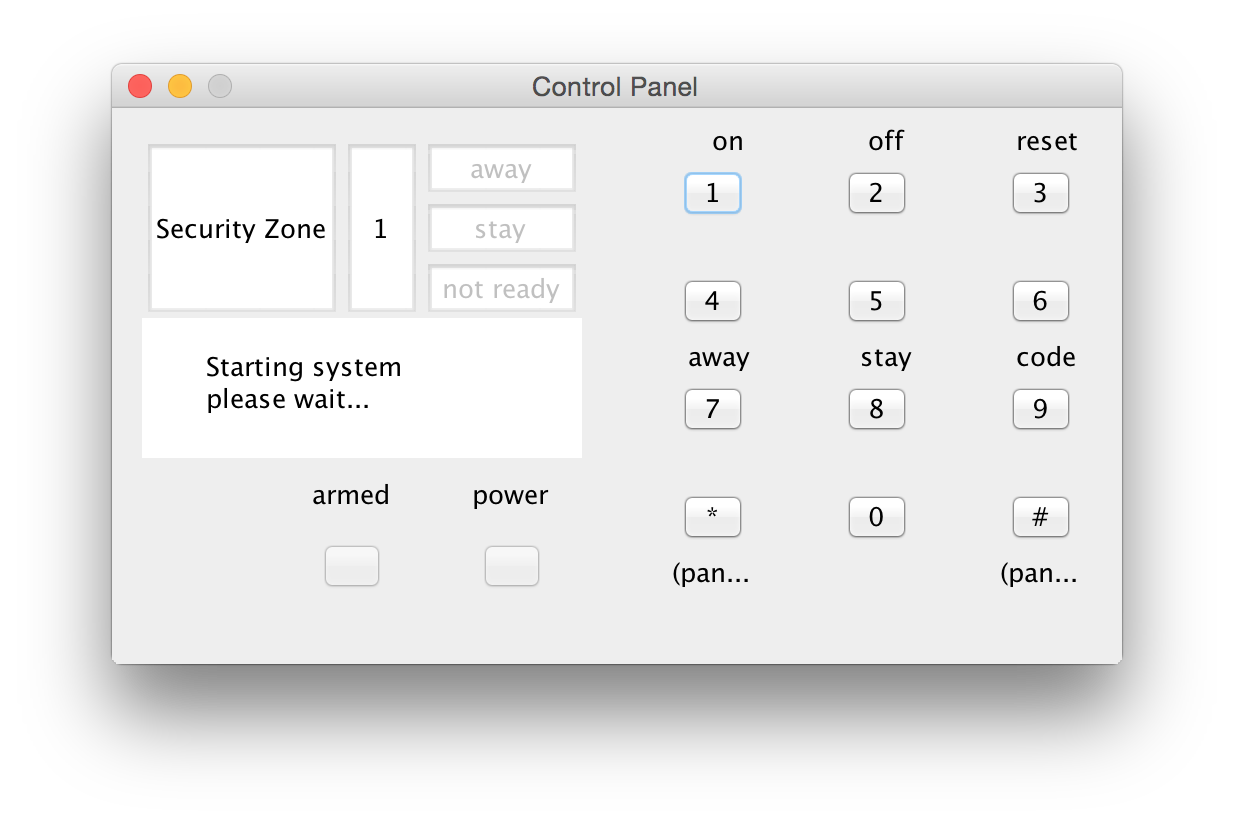 Control Panel
Security Zone
1
away
stay
not ready
Starting system
please wait...
armed
power
on
off
reset
1
2
3
4
5
6
away
stay
code
7
8
9
*
0
#
(pan...
(pan...